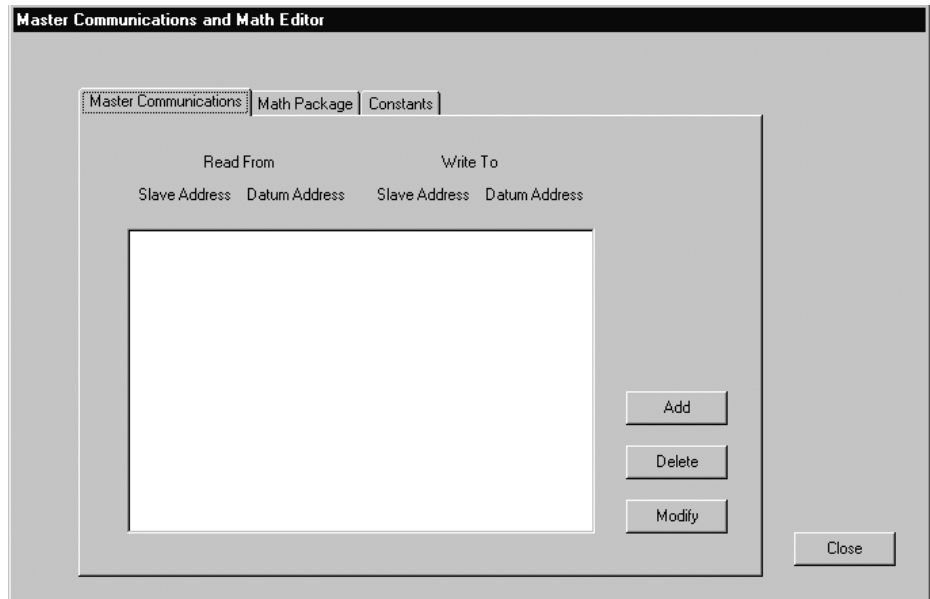 Master Communications and Math Editor
Master Communications Math Package Constants
Read From Write To
Slave Address Datum Address Slave Address Datum Address
Add
Delete
Modify
Close